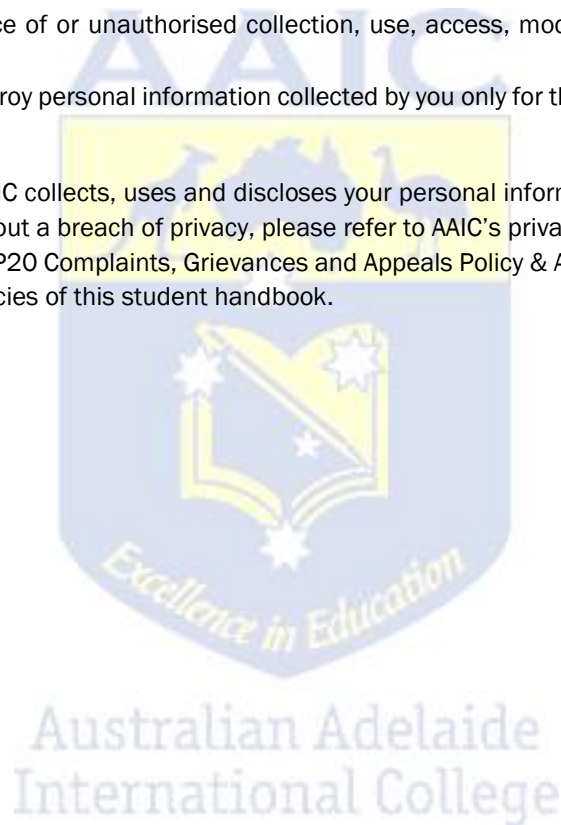 AAIC
ce of or unauthorised collection, use, access, mod
roy personal information collected by you only for th
IC collects, uses and discloses your personal inform
out a breach of privacy, please refer to AAIC's priva
P20 Complaints, Grievances and Appeals Policy & A
cies of this student handbook.
Excellence in Education
Australian Adelaide
International College